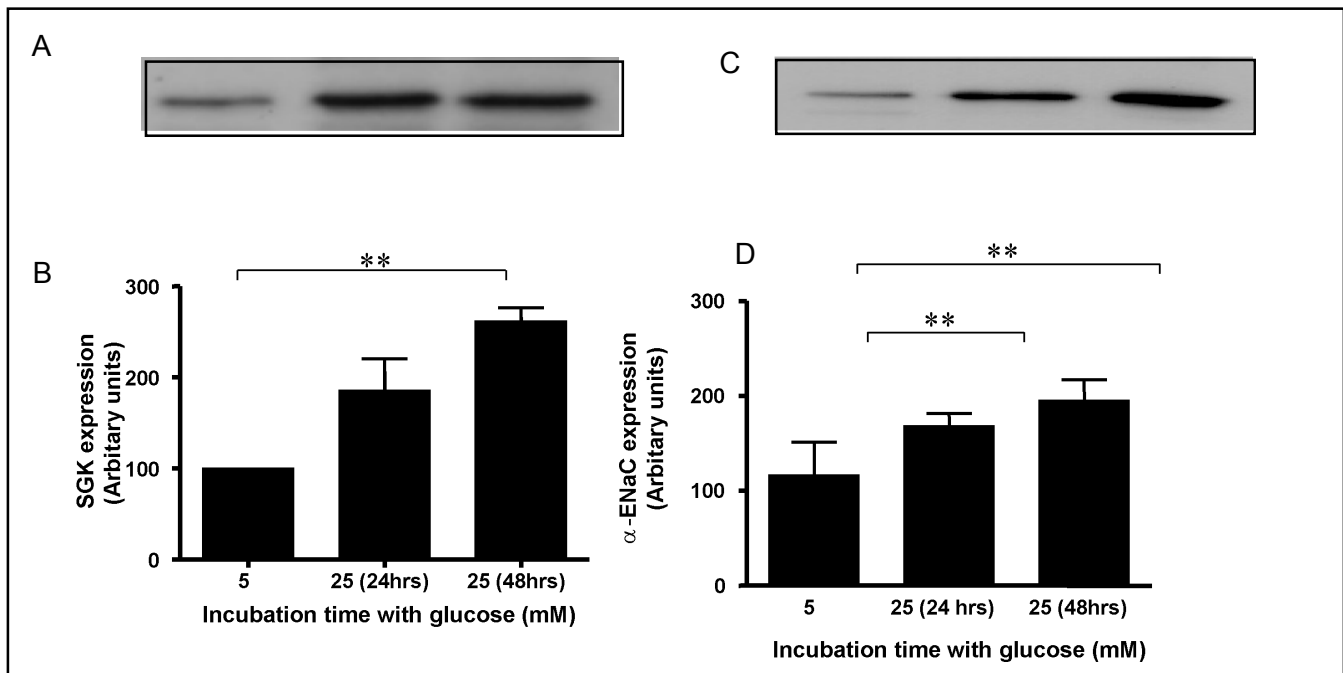 A
C
B
**
300
200
100
0
SGK expression
(Arbitary units)
5 25 (24hrs) 25 (48hrs)
Incubation time with glucose (mM)
D
**
**
300
200
100
0
α-ENaC expression
(Arbitary units)
5 25 (24 hrs) 25 (48hrs)
Incubation time with glucose (mM)